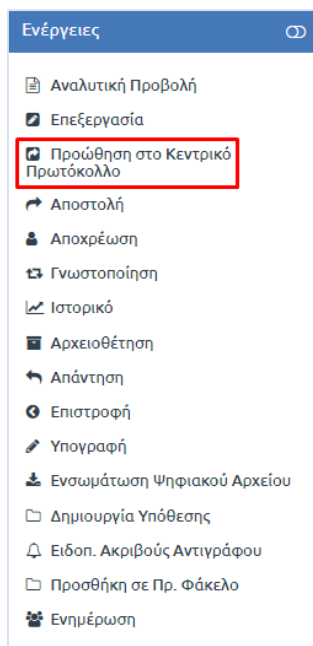 Ενέργειες
Αναλυτική Προβολή
Επεξεργασία
Προώθηση στο Κεντρικό
Πρωτόκολλο
Αποστολή
Αποχρέωση
Γνωστοποίηση
Ιστορικό
Αρχειοθέτηση
Απάντηση
Επιστροφή
Υπογραφή
Ενσωμάτωση Ψηφιακού Αρχείου
Δημιουργία Υπόθεσης
Ειδοπ. Ακριβούς Αντιγράφου
Προσθήκη σε Πρ. Φάκελο
Ενημέρωση